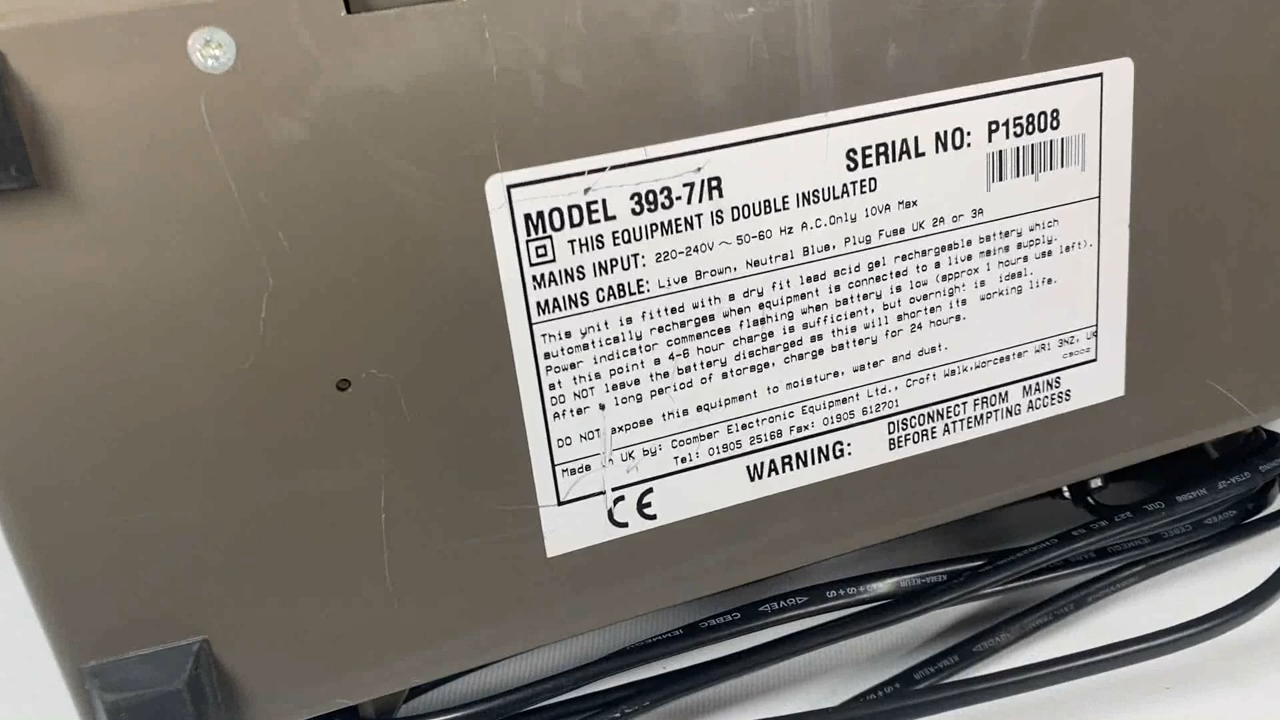 MODEL 393-7/R SERIAL NO: P15808
THIS EQUIPMENT IS DOUBLE INSULATED
MAINS INPUT: 220-240V ~ 50-60 Hz A.C.Only 10VA Max
MAINS CABLE: Live Brown, Neutral Blue, Plug Fuse UK 2A or 3A
This unit is fitted with a dry fit lead acid gel rechargeable battery which
automatically recharges when equipment is connected to a live mains supply.
Power indicator commences flashing when battery is low (approx 1 hours use left).
at this point a 4-6 hour charge is sufficient, but overnight is ideal.
DO NOT leave the battery discharged as this will shorten its working life.
After a long period of storage, charge battery for 24 hours.
DO NOT expose this equipment to moisture, water and dust.
Made in UK by: Coomber Electronic Equipment Ltd., Croft Walk,Worcester WR1 3NZ, UK
Tel: 01905 25168 Fax: 01905 612701
WARNING: DISCONNECT FROM MAINS
BEFORE ATTEMPTING ACCESS
CE
IEMMEQU CEBEC ◁DVE▷ KEMA-KEUR